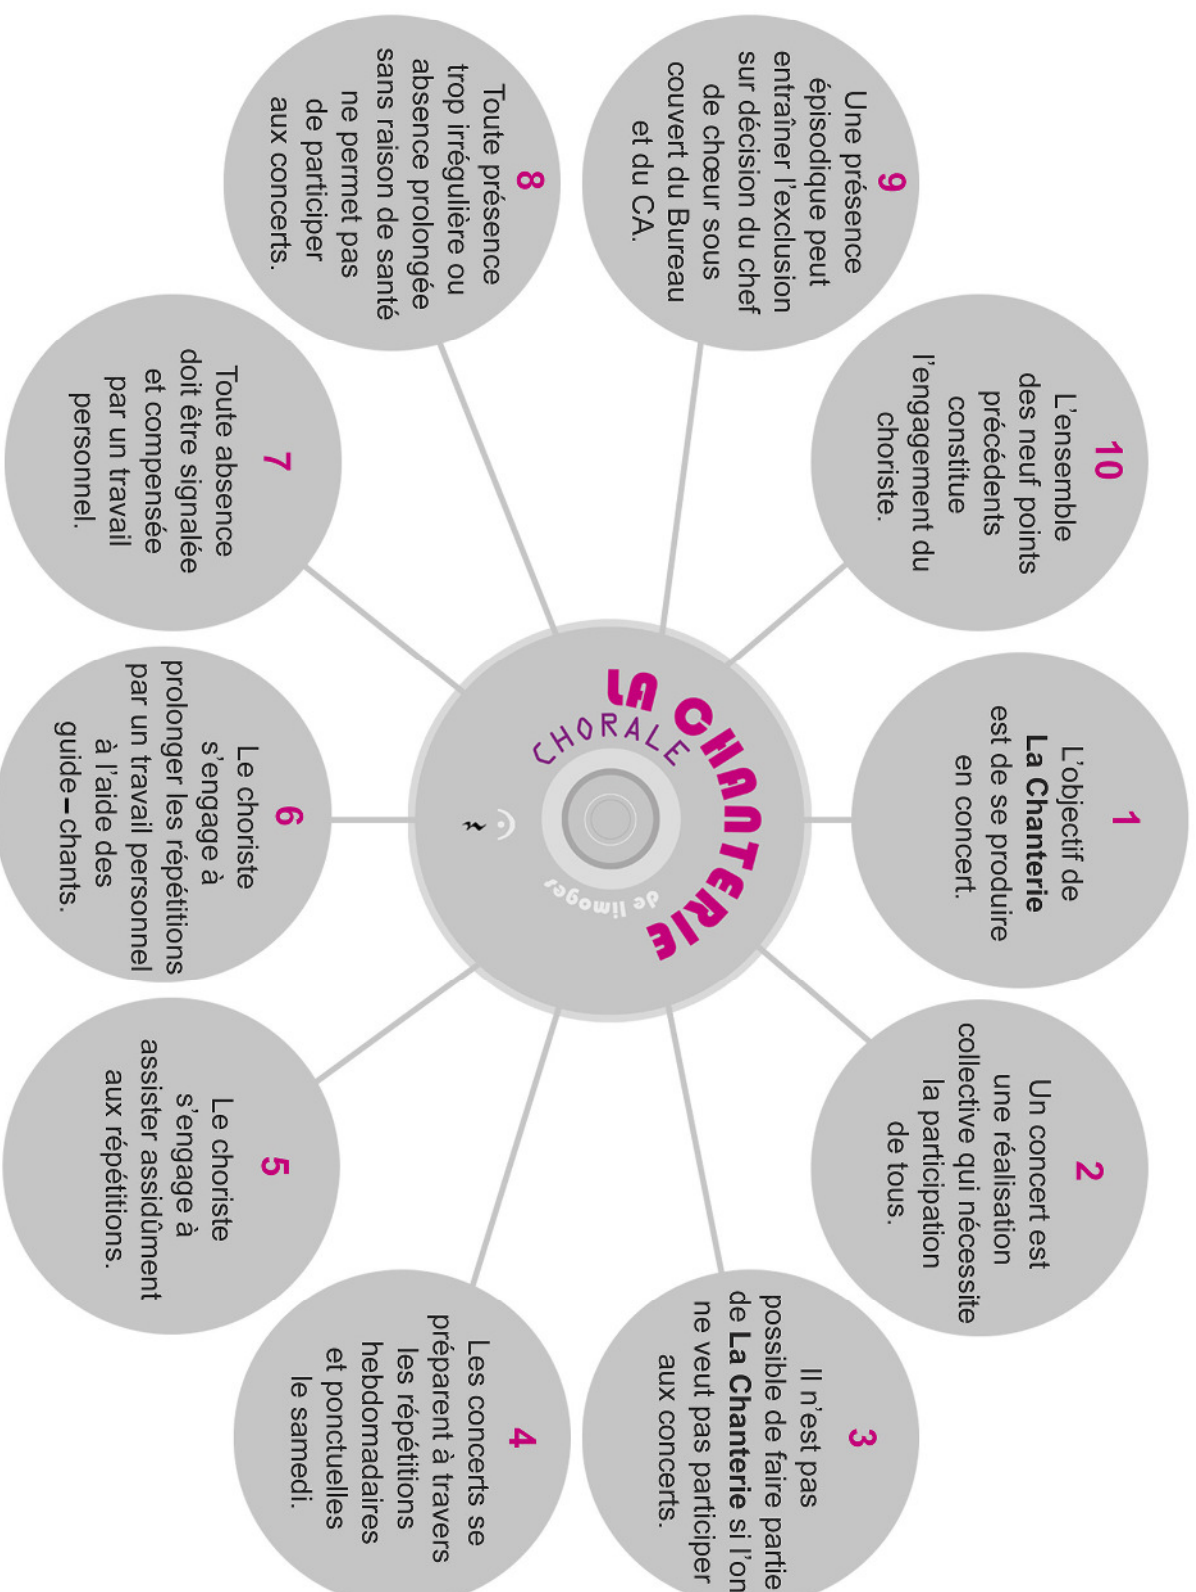 LA CHANTERIE
CHORALE
de limoges
1
L'objectif de
La Chanterie
est de se produire
en concert.
2
Un concert est
une réalisation
collective qui nécessite
la participation
de tous.
3
Il n'est pas
possible de faire partie
de La Chanterie si l'on
ne veut pas participer
aux concerts.
4
Les concerts se
préparent à travers
les répétitions
hebdomadaires
et ponctuelles
le samedi.
5
Le choriste
s'engage à
assister assidûment
aux répétitions.
6
Le choriste
s'engage à
prolonger les répétitions
par un travail personnel
à l'aide des
guide-chants.
7
Toute absence
doit être signalée
et compensée
par un travail
personnel.
8
Toute présence
trop irrégulière ou
absence prolongée
sans raison de santé
ne permet pas
de participer
aux concerts.
9
Une présence
épisodique peut
entraîner l'exclusion
sur décision du chef
de chœur sous
couvert du Bureau
et du CA.
10
L'ensemble
des neuf points
précédents
constitue
l'engagement du
choriste.